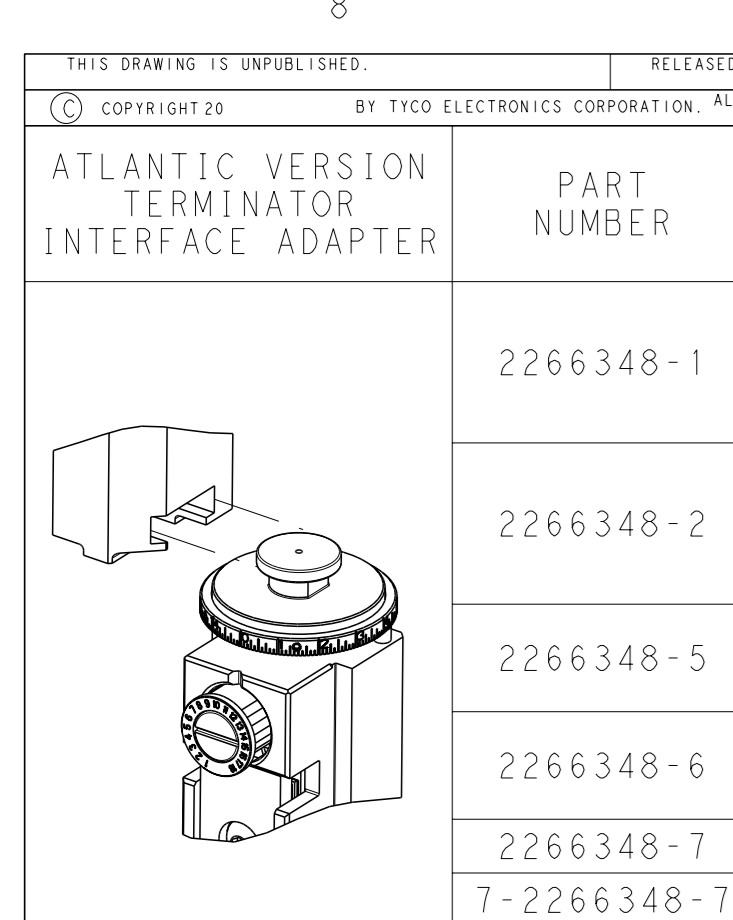 8
THIS DRAWING IS UNPUBLISHED.
RELEASED
© COPYRIGHT 20
BY TYCO ELECTRONICS CORPORATION.
AL
ATLANTIC VERSION
TERMINATOR
INTERFACE ADAPTER
PART
NUMBER
2266348-1
2266348-2
2266348-5
2266348-6
2266348-7
7-2266348-7